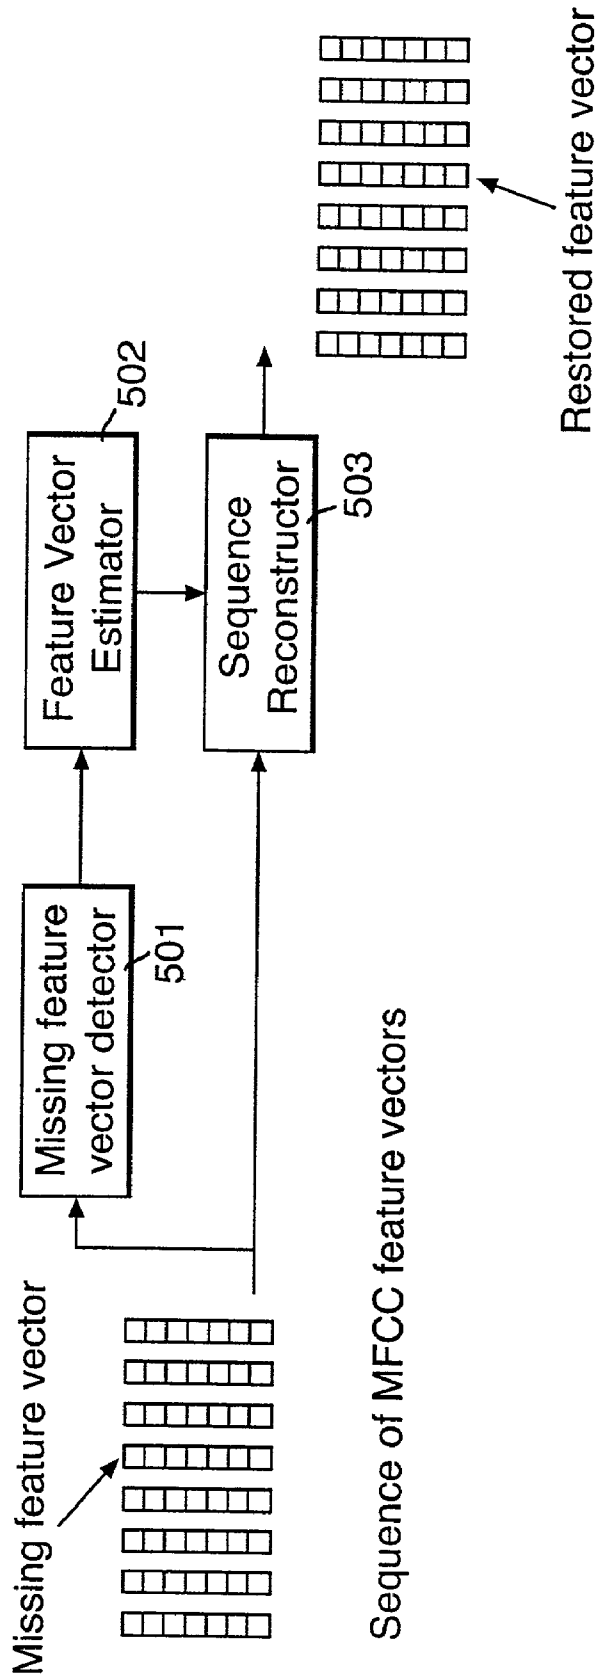 Missing feature vector
Sequence of MFCC feature vectors
Missing feature
vector detector
501
Feature Vector
Estimator
502
Sequence
Reconstructor
503
Restored feature vector